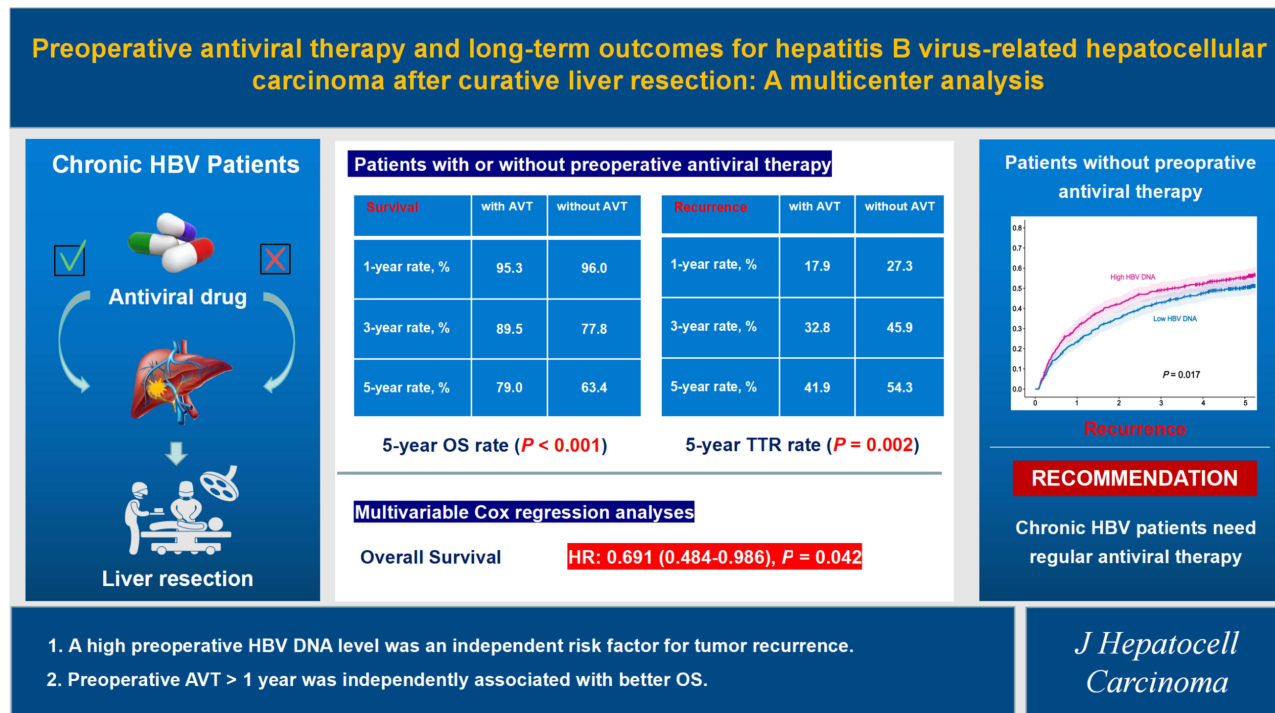 Preoperative antiviral therapy and long-term outcomes for hepatitis B virus-related hepatocellular
carcinoma after curative liver resection: A multicenter analysis
Chronic HBV Patients
Antiviral drug
Liver resection
Patients with or without preoperative antiviral therapy
Survival with AVT without AVT
1-year rate, % 95.3 96.0
3-year rate, % 89.5 77.8
5-year rate, % 79.0 63.4
5-year OS rate (P < 0.001)
Recurrence with AVT without AVT
1-year rate, % 17.9 27.3
3-year rate, % 32.8 45.9
5-year rate, % 41.9 54.3
5-year TTR rate (P = 0.002)
Multivariable Cox regression analyses
Overall Survival HR: 0.691 (0.484-0.986), P = 0.042
Patients without preoprative
antiviral therapy
0.8
0.7
0.6
0.5
0.4
0.3
0.2
0.1
0.0
High HBV DNA
Low HBV DNA
P = 0.017
0 1 2 3 4 5
Recurrence
RECOMMENDATION
Chronic HBV patients need
regular antiviral therapy
1. A high preoperative HBV DNA level was an independent risk factor for tumor recurrence.
2. Preoperative AVT > 1 year was independently associated with better OS.
J Hepatocell
Carcinoma